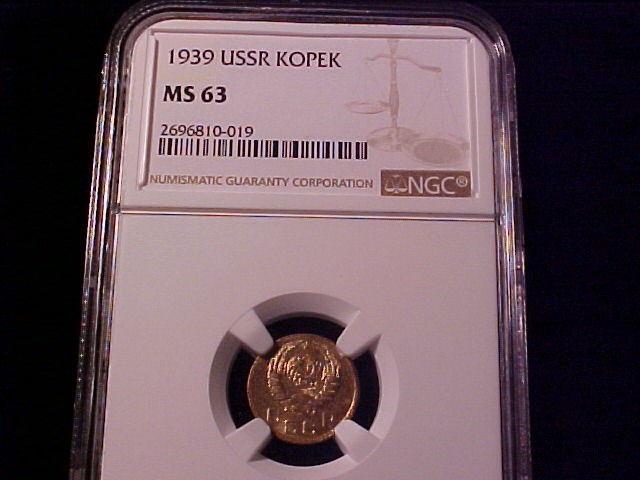 1939 USSR KOPEK
MS 63
2696810-019
NUMISMATIC GUARANTY CORPORATION NGC®